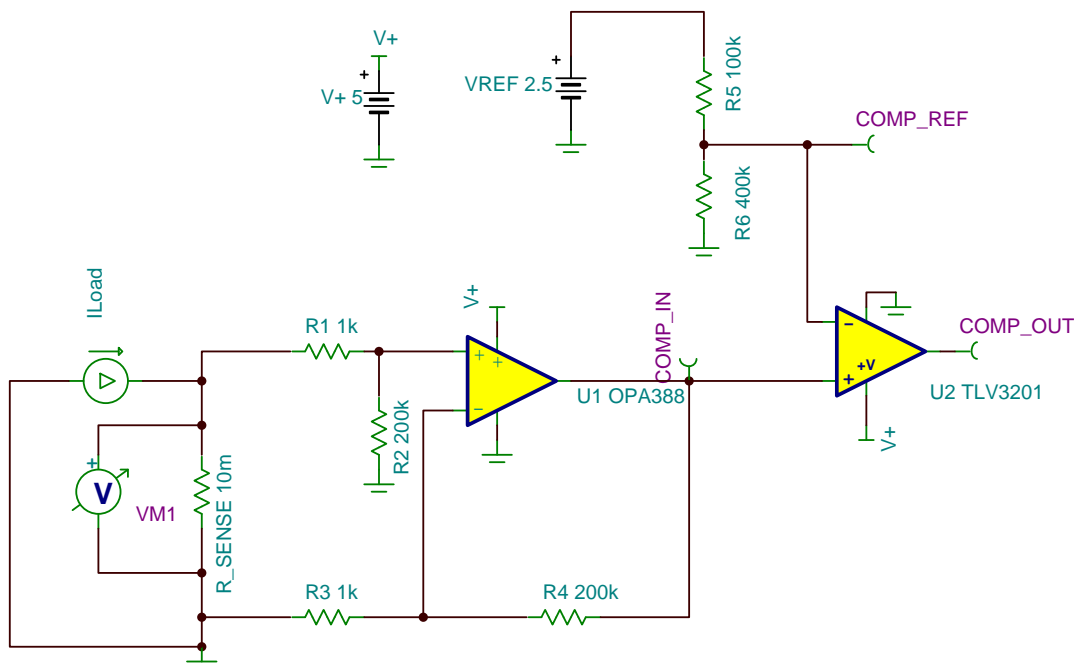 V+
V+ 5
+
VREF 2.5
+
R5 100k
COMP_REF
R6 400k
ILoad
R1 1k
V+
COMP_IN
+
+
−
U1 OPA388
R2 200k
−
+V
+
COMP_OUT
U2 TLV3201
V+
+
V
VM1
R_SENSE 10m
R3 1k
R4 200k